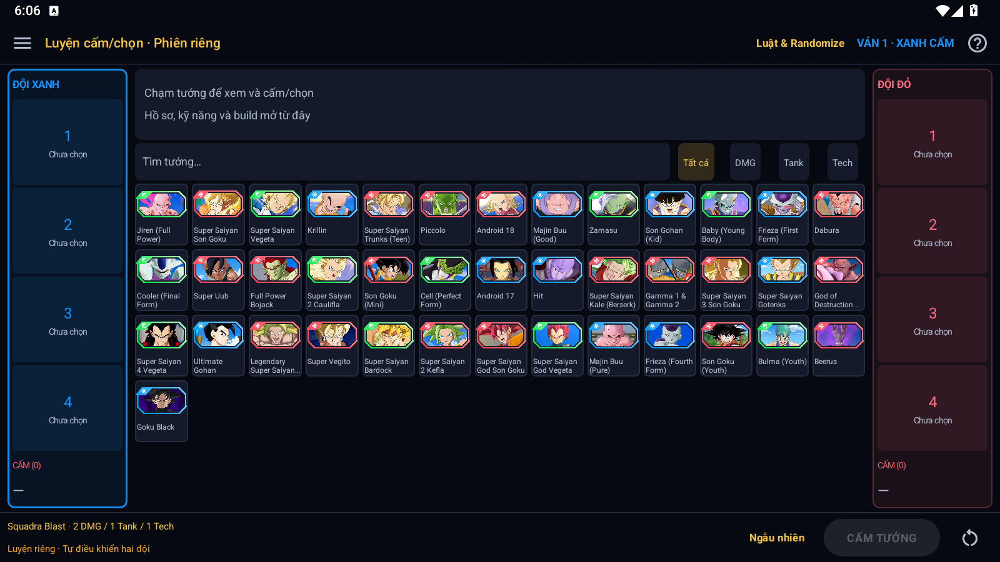 6:06
Luyện cấm/chọn · Phiên riêng
Luật & Randomize
VÁN 1 · XANH CẤM
ĐỘI XANH
1
Chưa chọn
2
Chưa chọn
3
Chưa chọn
4
Chưa chọn
CẤM (0)
—
Chạm tướng để xem và cấm/chọn
Hồ sơ, kỹ năng và build mở từ đây
Tìm tướng...
Tất cả
DMG
Tank
Tech
Jiren (Full
Power)
Super Saiyan
Son Goku
Super Saiyan
Vegeta
Krillin
Super Saiyan
Trunks (Teen)
Piccolo
Android 18
Majin Buu
(Good)
Zamasu
Son Gohan
(Kid)
Baby (Young
Body)
Frieza (First
Form)
Dabura
Cooler (Final
Form)
Super Uub
Full Power
Bojack
Super Saiyan
2 Caulifla
Son Goku
(Mini)
Cell (Perfect
Form)
Android 17
Hit
Super Saiyan
Kale (Berserk)
Gamma 1 &
Gamma 2
Super Saiyan
3 Son Goku
Super Saiyan
Gotenks
God of
Destruction ...
Super Saiyan
4 Vegeta
Ultimate
Gohan
Legendary
Super Saiyan...
Super Vegito
Super Saiyan
Bardock
Super Saiyan
2 Kefla
Super Saiyan
God Son Goku
Super Saiyan
God Vegeta
Majin Buu
(Pure)
Frieza (Fourth
Form)
Son Goku
(Youth)
Bulma (Youth)
Beerus
Goku Black
ĐỘI ĐỎ
1
Chưa chọn
2
Chưa chọn
3
Chưa chọn
4
Chưa chọn
CẤM (0)
—
Squadra Blast · 2 DMG / 1 Tank / 1 Tech
Luyện riêng · Tự điều khiển hai đội
Ngẫu nhiên
CẤM TƯỚNG